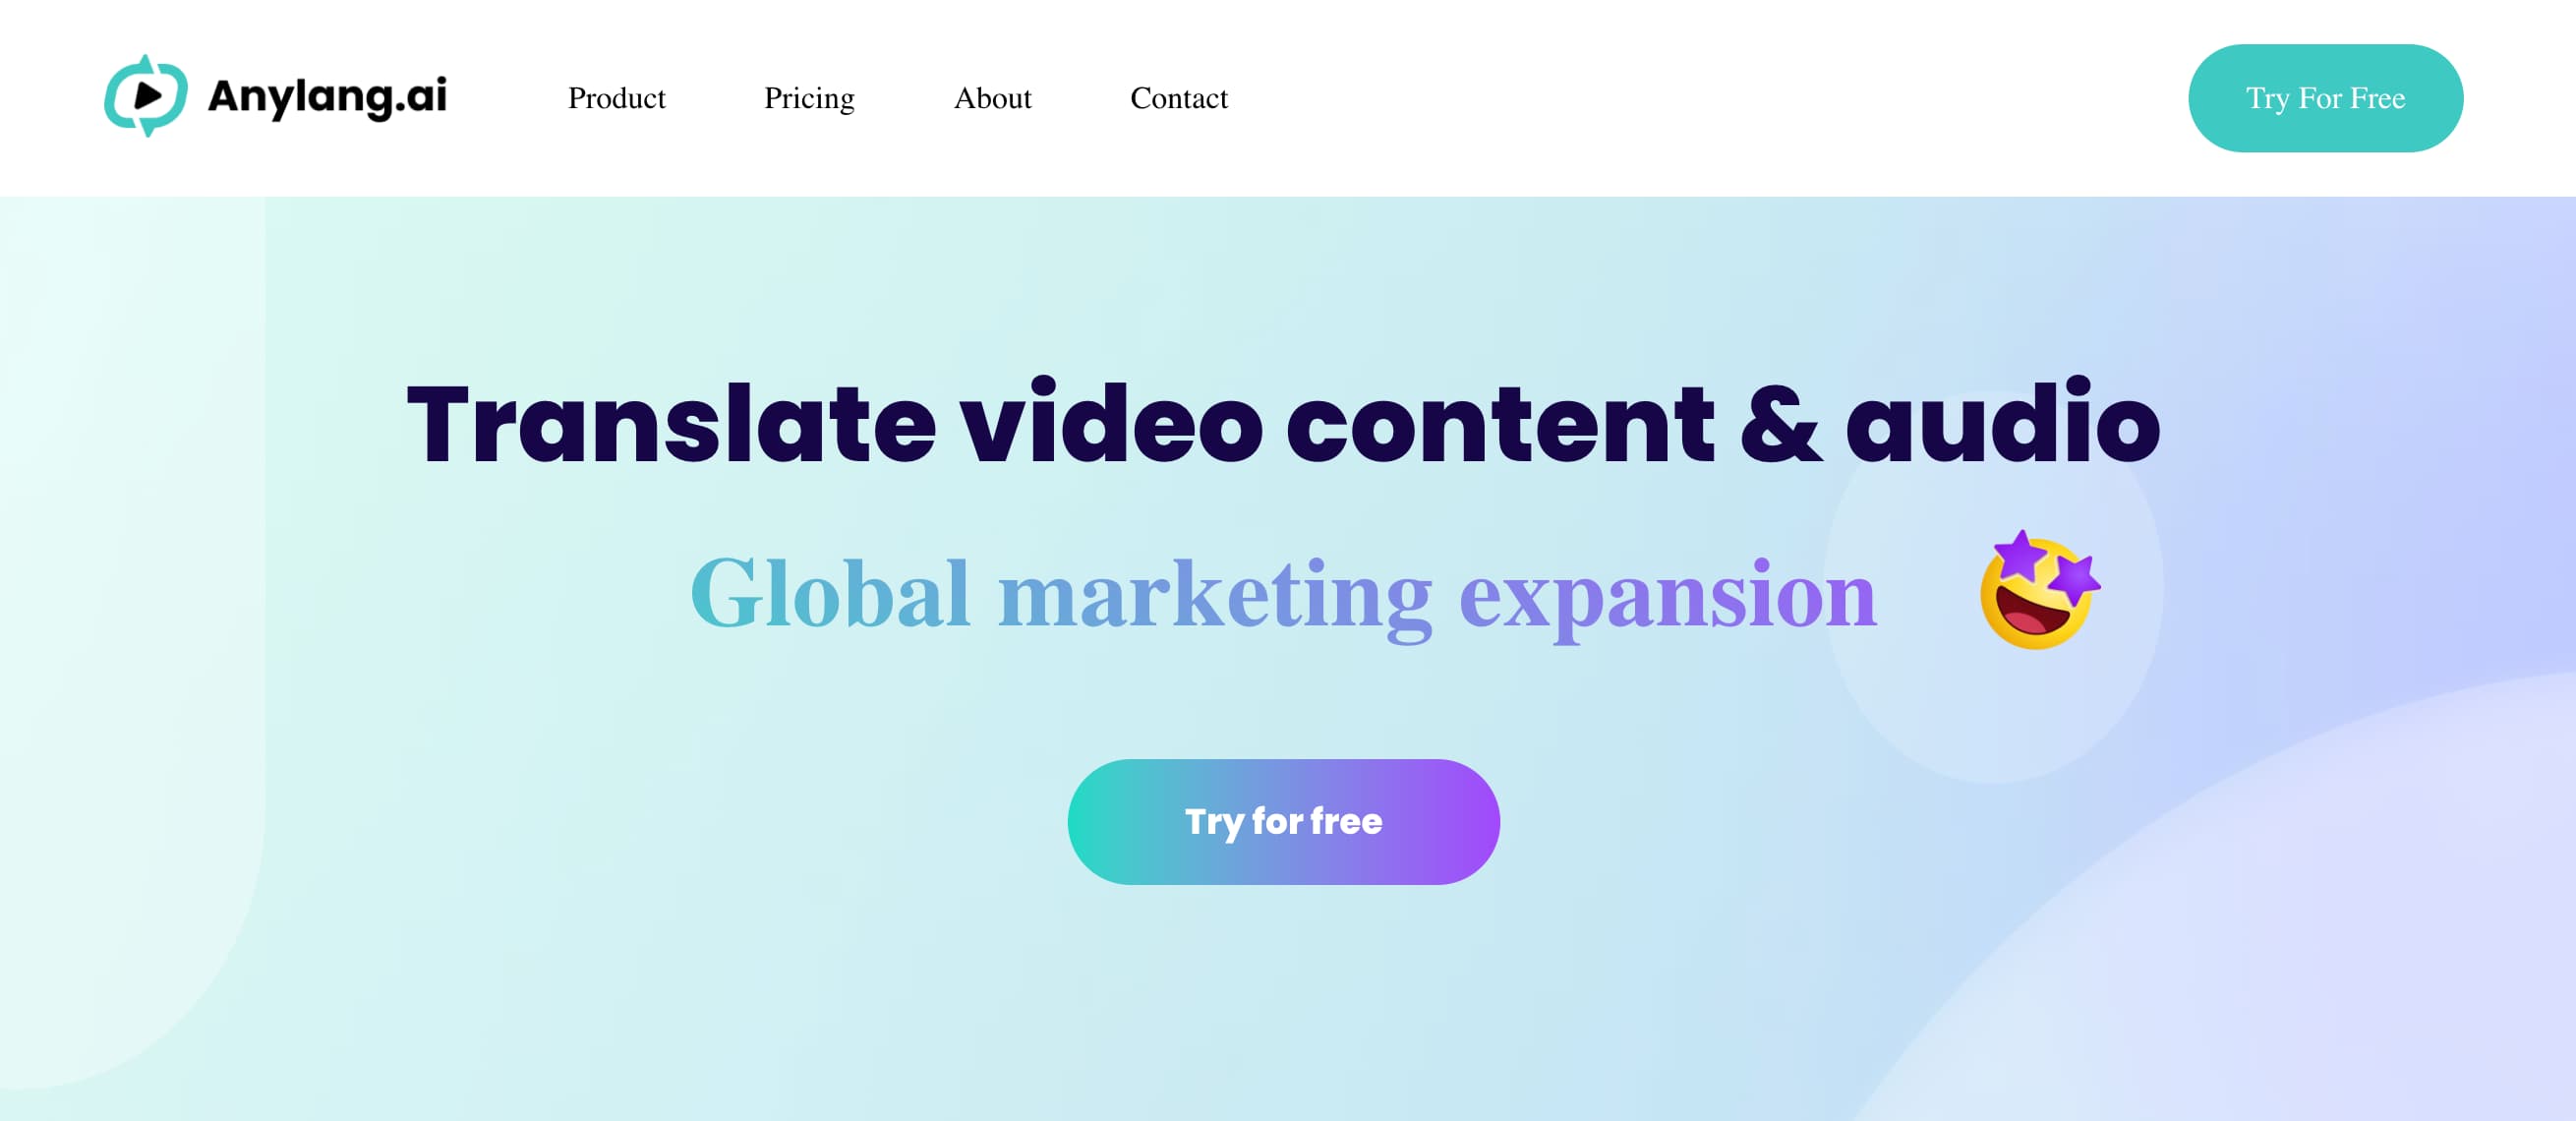 Anylang.ai
Product Pricing About Contact
Try For Free
Translate video content & audio
Global marketing expansion
Try for free